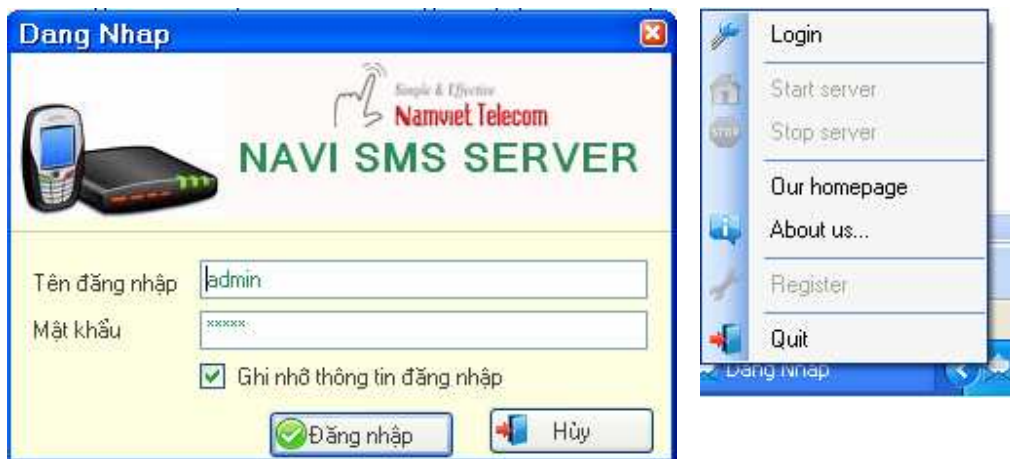 Dang Nhap
Simple & Effective
Namviet Telecom
NAVI SMS SERVER
Tên đăng nhập
admin
Mật khẩu
*****
Ghi nhớ thông tin đăng nhập
Đăng nhập
Hủy
Login
Start server
STOP
Stop server
Our homepage
About us...
Register
Quit
Dang Nhap